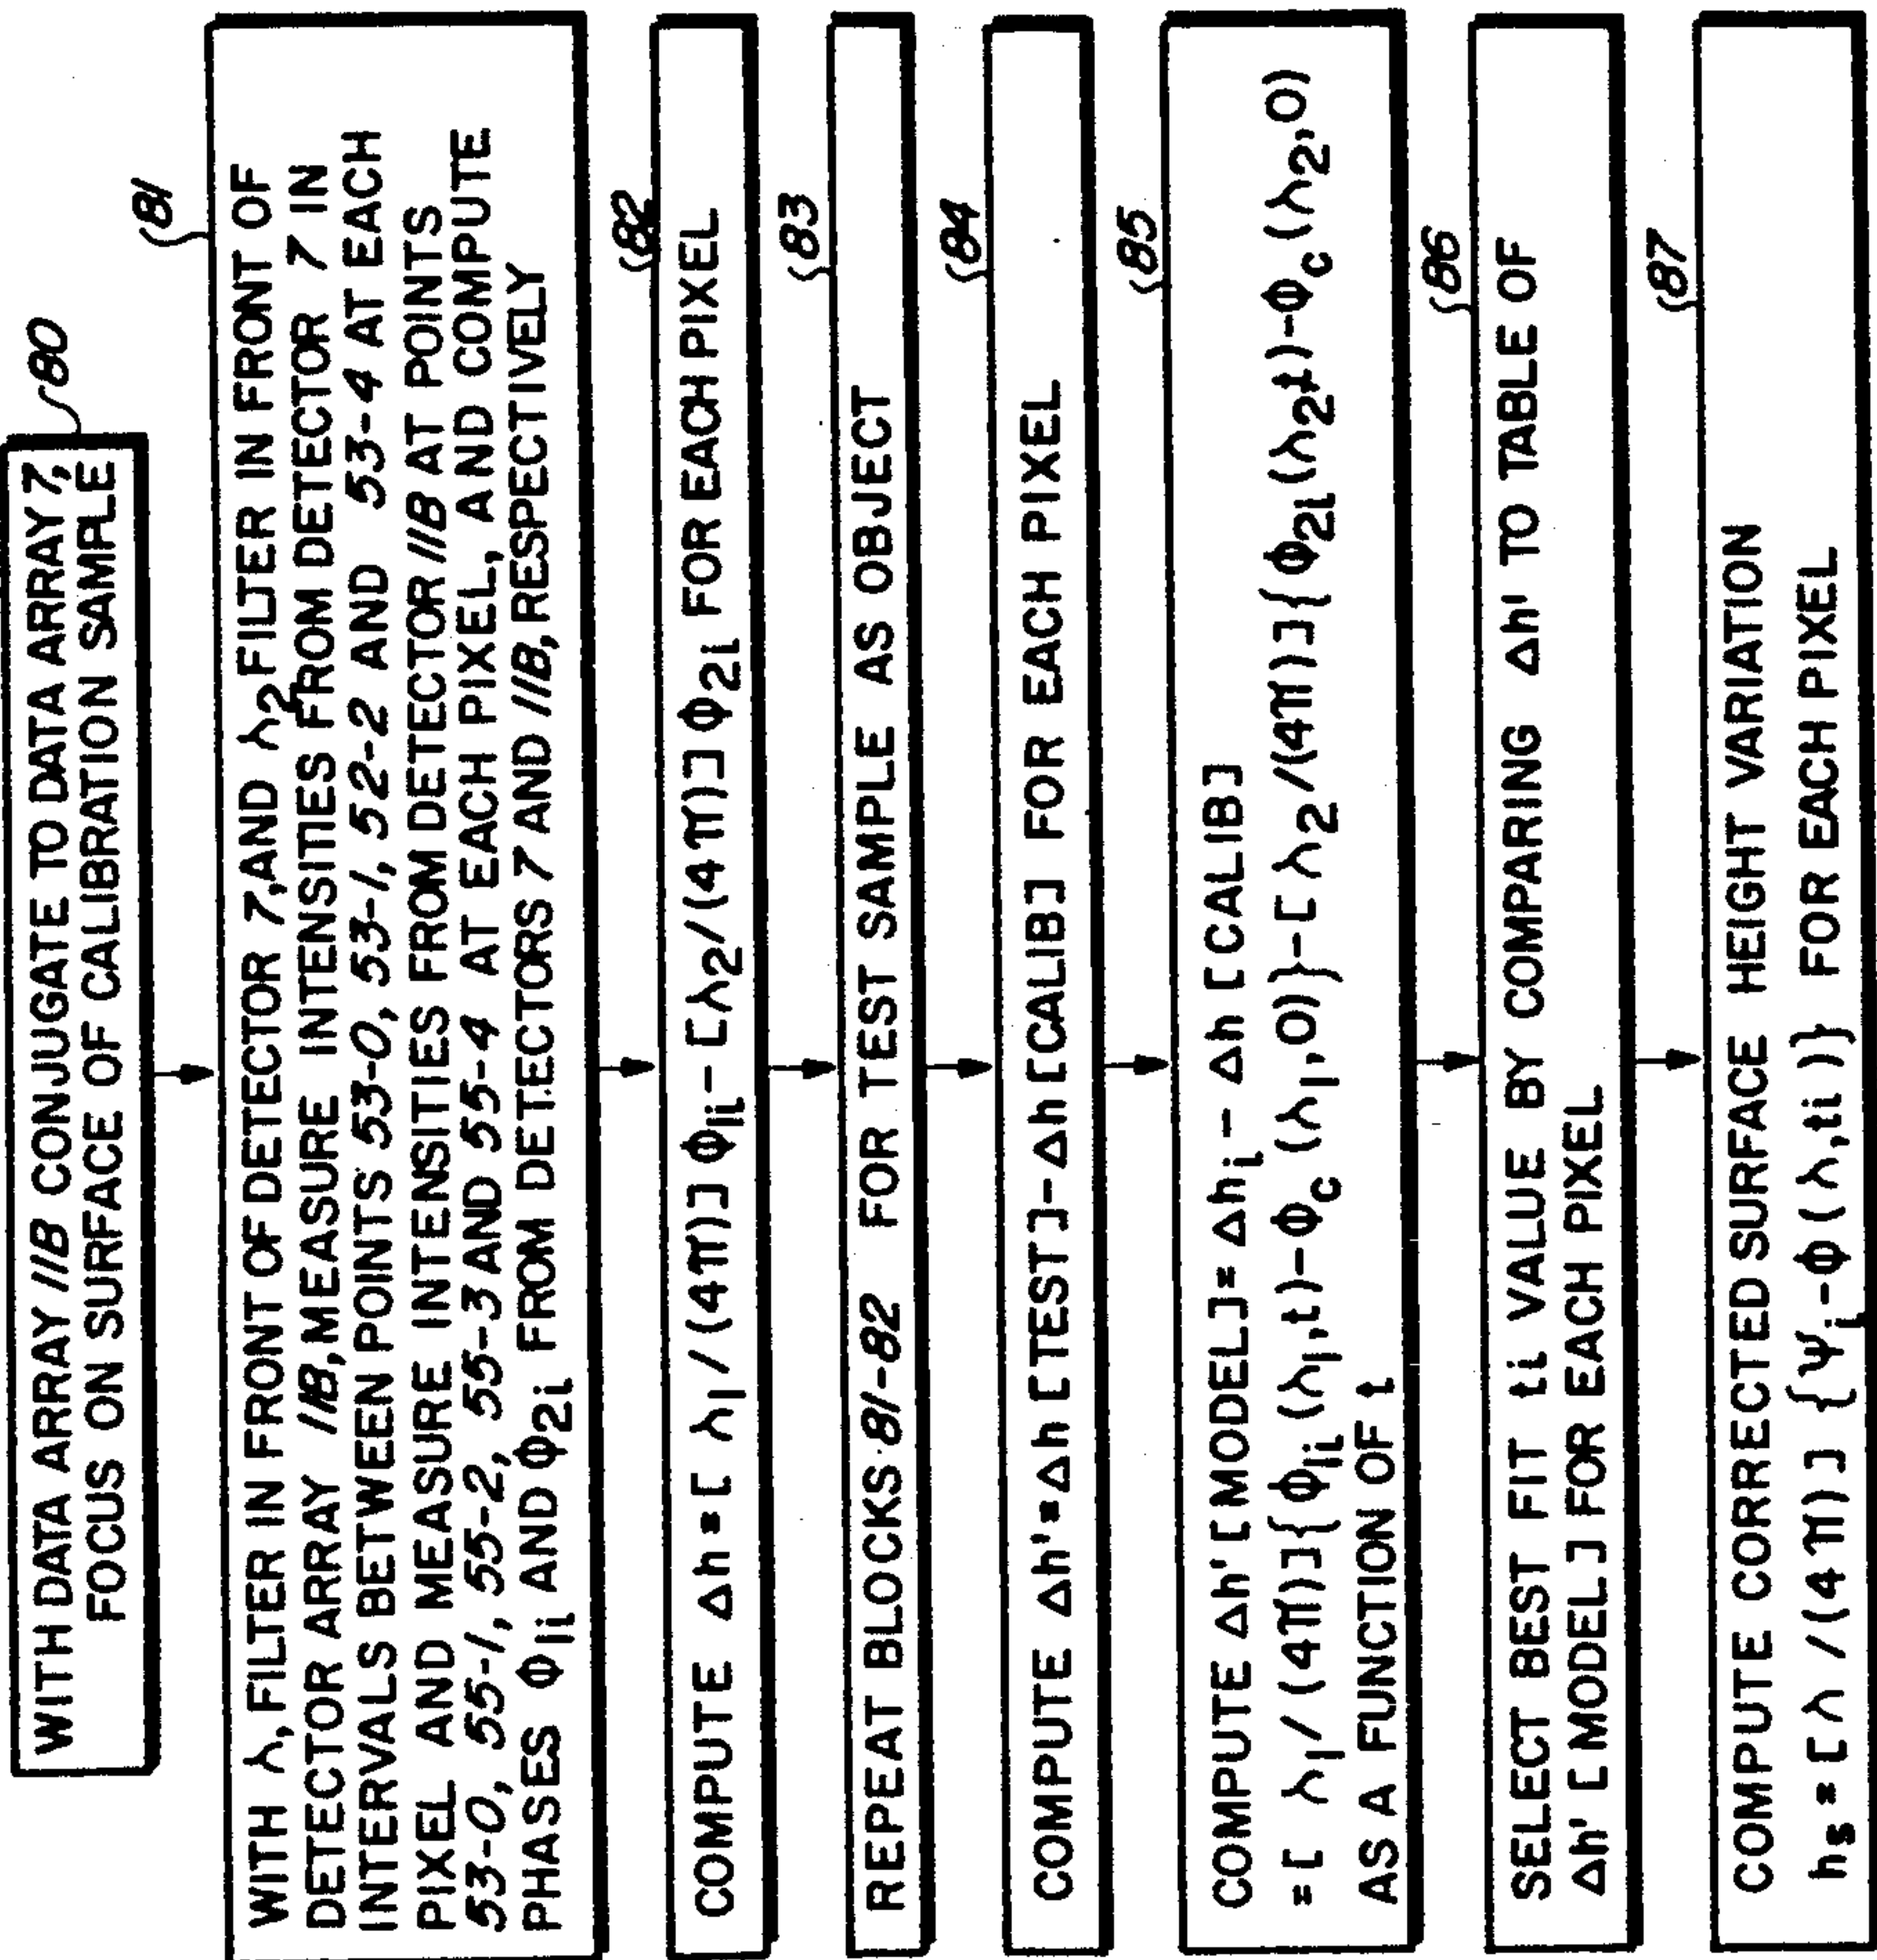 WITH DATA ARRAY 11B CONJUGATE TO DATA ARRAY 7,
FOCUS ON SURFACE OF CALIBRATION SAMPLE
80
81
WITH λ, FILTER IN FRONT OF DETECTOR 7, AND λ₂ FILTER IN FRONT OF
DETECTOR ARRAY 11B, MEASURE INTENSITIES FROM DETECTOR 7 IN
INTERVALS BETWEEN POINTS 53-0, 53-1, 52-2 AND 53-4 AT EACH
PIXEL AND MEASURE INTENSITIES FROM DETECTOR 11B AT POINTS
53-0, 55-1, 55-2, 55-3 AND 55-4 AT EACH PIXEL, AND COMPUTE
PHASES Φ₁ᵢ AND Φ₂ᵢ FROM DETECTORS 7 AND 11B, RESPECTIVELY
82
COMPUTE Δh = [λ₁/(4π)] Φ₁ᵢ - [λ₂/(4π)] Φ₂ᵢ FOR EACH PIXEL
83
REPEAT BLOCKS 81-82 FOR TEST SAMPLE AS OBJECT
84
COMPUTE Δh' = Δh [TEST] - Δh [CALIB] FOR EACH PIXEL
85
COMPUTE Δh' [MODEL] = Δhᵢ - Δh [CALIB]
= [λ₁/(4π)]{Φ₁ᵢ(λ₁,t)-Φc(λ₁,0)}-[λ₂/(4π)]{Φ₂ᵢ(λ₂t)-Φc(λ₂,0)
AS A FUNCTION OF t
86
SELECT BEST FIT ti VALUE BY COMPARING Δh' TO TABLE OF
Δh' [MODEL] FOR EACH PIXEL
87
COMPUTE CORRECTED SURFACE HEIGHT VARIATION
hs = [λ/(4π)] {Ψᵢ-Φ(λ,ti)} FOR EACH PIXEL